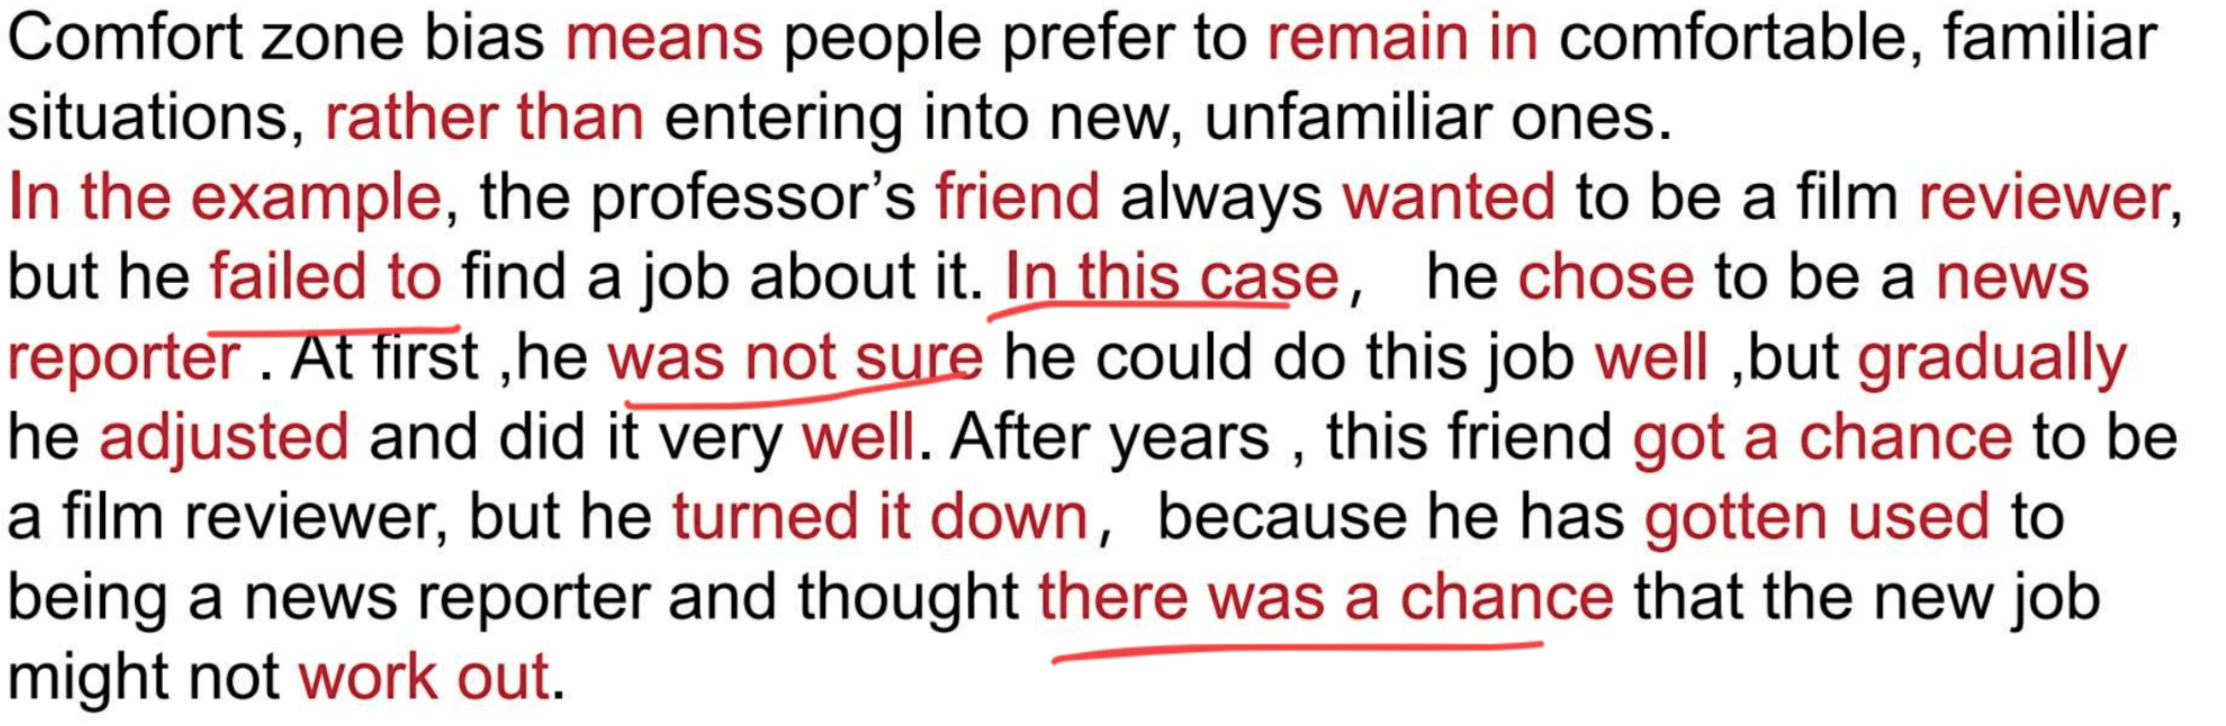 Comfort zone bias means people prefer to remain in comfortable, familiar
situations, rather than entering into new, unfamiliar ones.
In the example, the professor’s friend always wanted to be a film reviewer,
but he failed to find a job about it. In this case， he chose to be a news
reporter . At first ,he was not sure he could do this job well ,but gradually
he adjusted and did it very well. After years , this friend got a chance to be
a film reviewer, but he turned it down， because he has gotten used to
being a news reporter and thought there was a chance that the new job
might not work out.